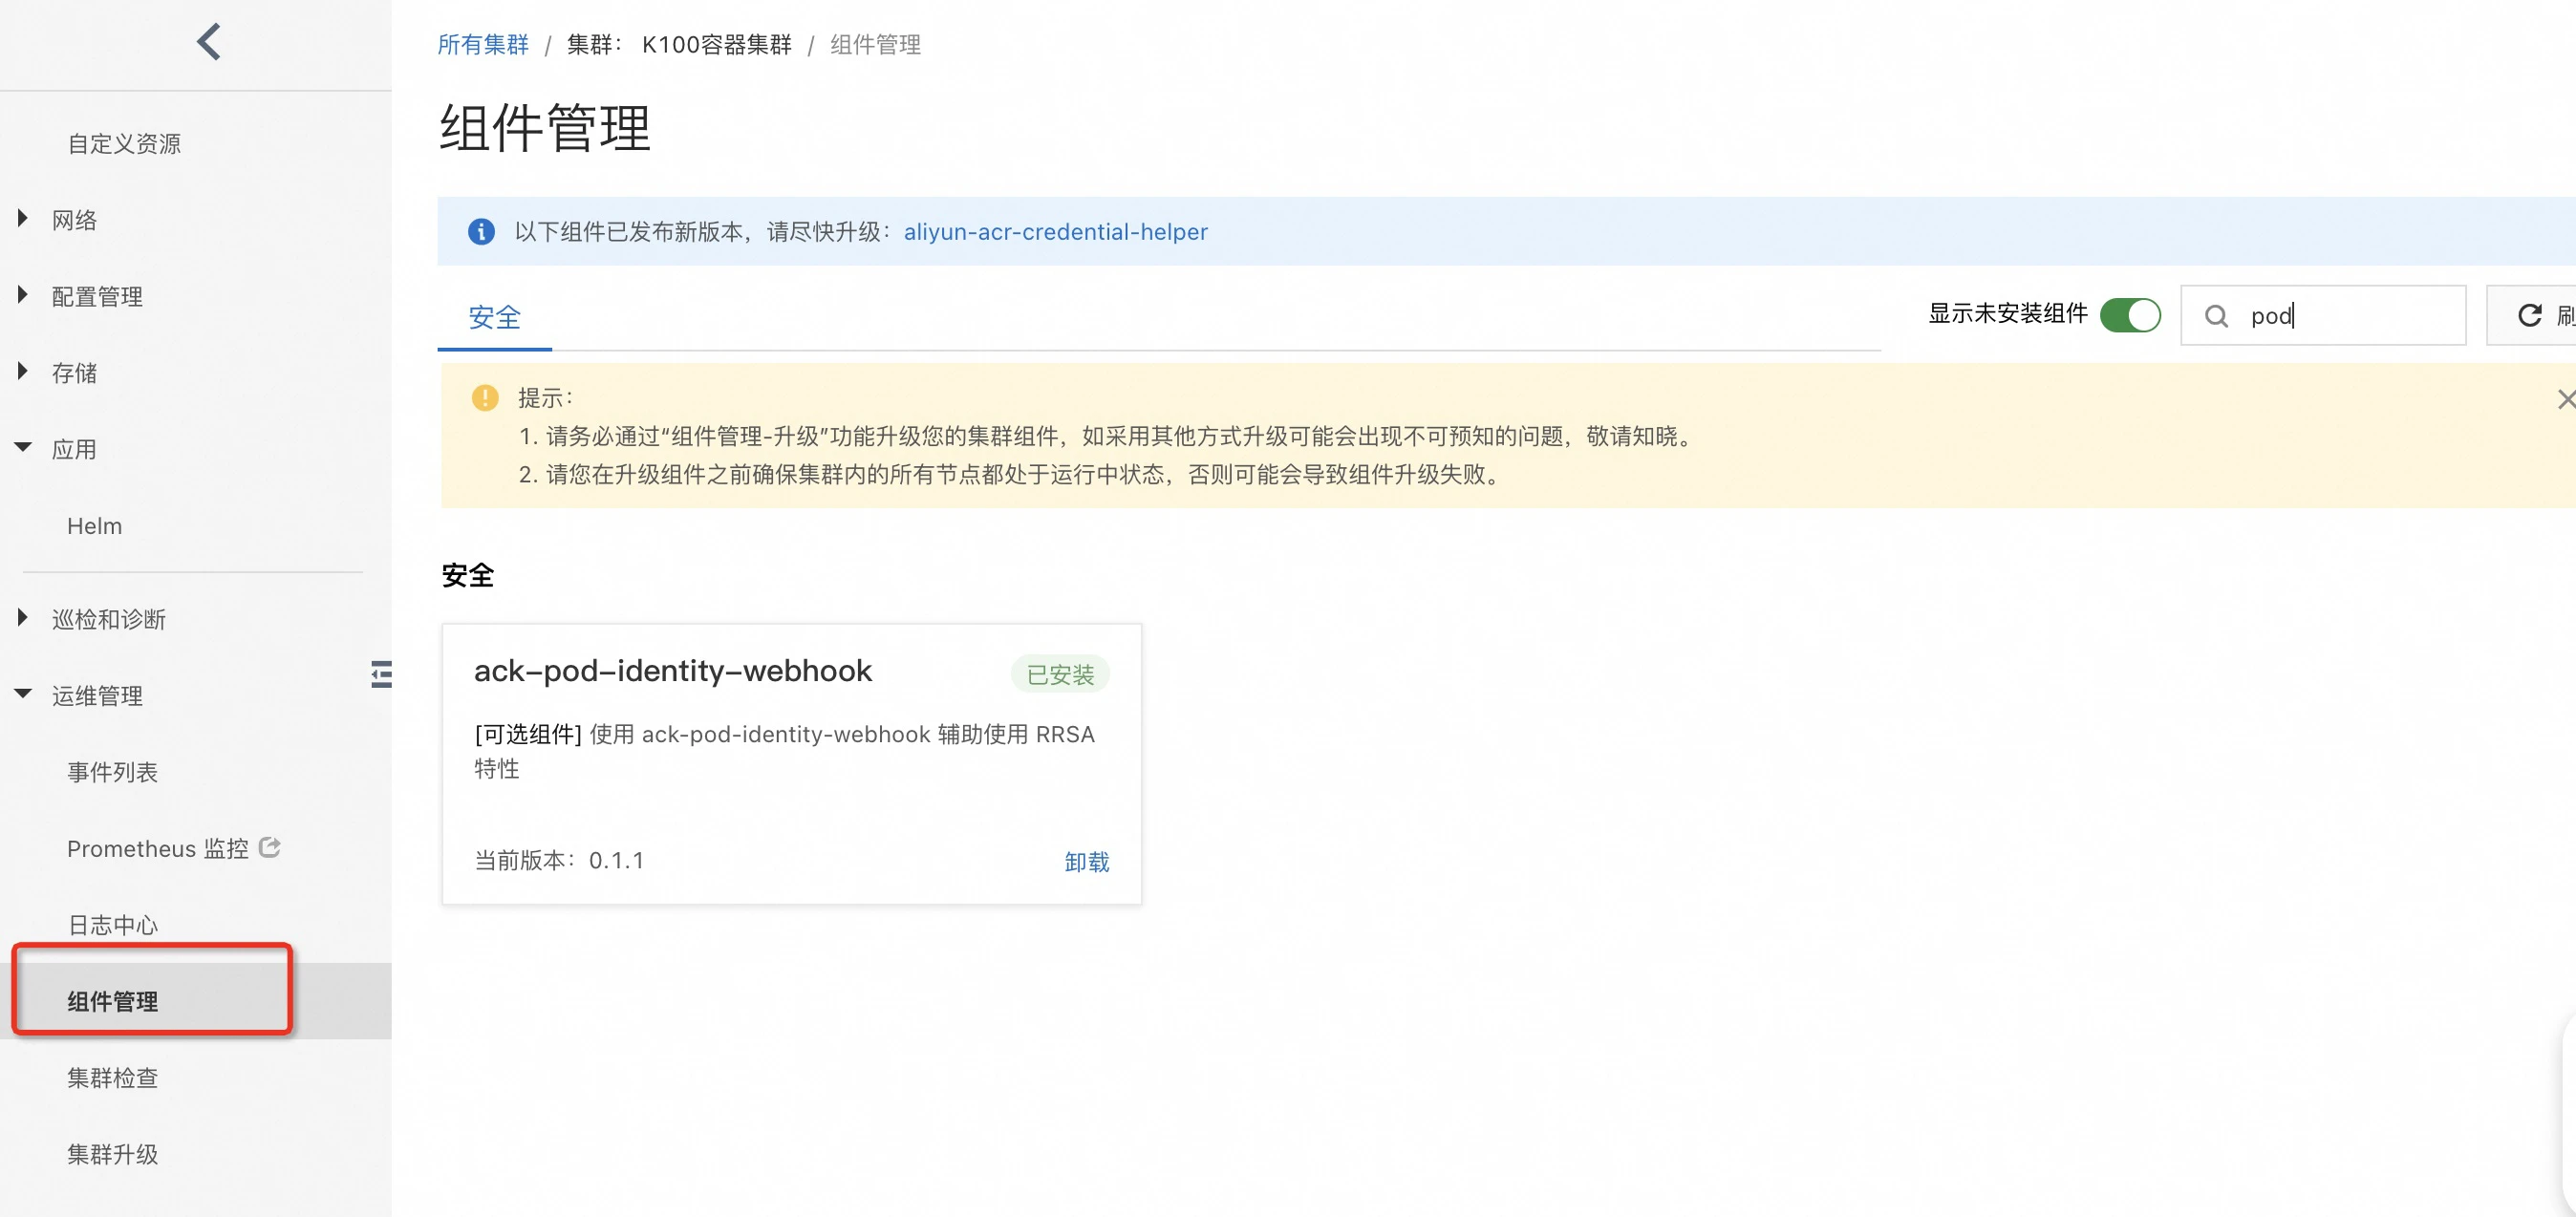 所有集群 / 集群： K100容器集群 / 组件管理
自定义资源
网络
配置管理
存储
应用
Helm
巡检和诊断
运维管理
事件列表
Prometheus 监控
日志中心
组件管理
集群检查
集群升级
组件管理
以下组件已发布新版本，请尽快升级：aliyun-acr-credential-helper
安全
显示未安装组件
pod
刷
提示：
1. 请务必通过“组件管理-升级”功能升级您的集群组件，如采用其他方式升级可能会出现不可预知的问题，敬请知晓。
2. 请您在升级组件之前确保集群内的所有节点都处于运行中状态，否则可能会导致组件升级失败。
安全
ack-pod-identity-webhook
已安装
[可选组件] 使用 ack-pod-identity-webhook 辅助使用 RRSA
特性
当前版本：0.1.1
卸载